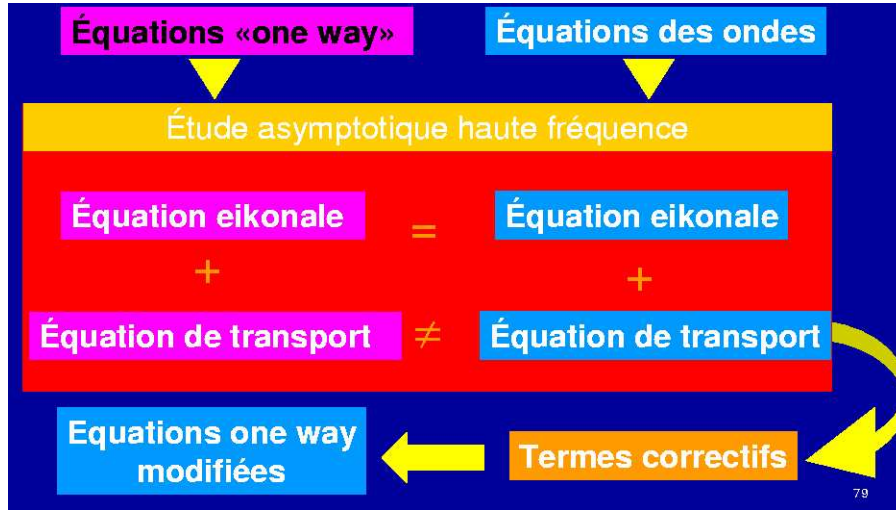 Équations «one way»
Équations des ondes
Étude asymptotique haute fréquence
Équation eikonale
=
Équation eikonale
+
+
Équation de transport
≠
Équation de transport
Equations one way
modifiées
Termes correctifs
79